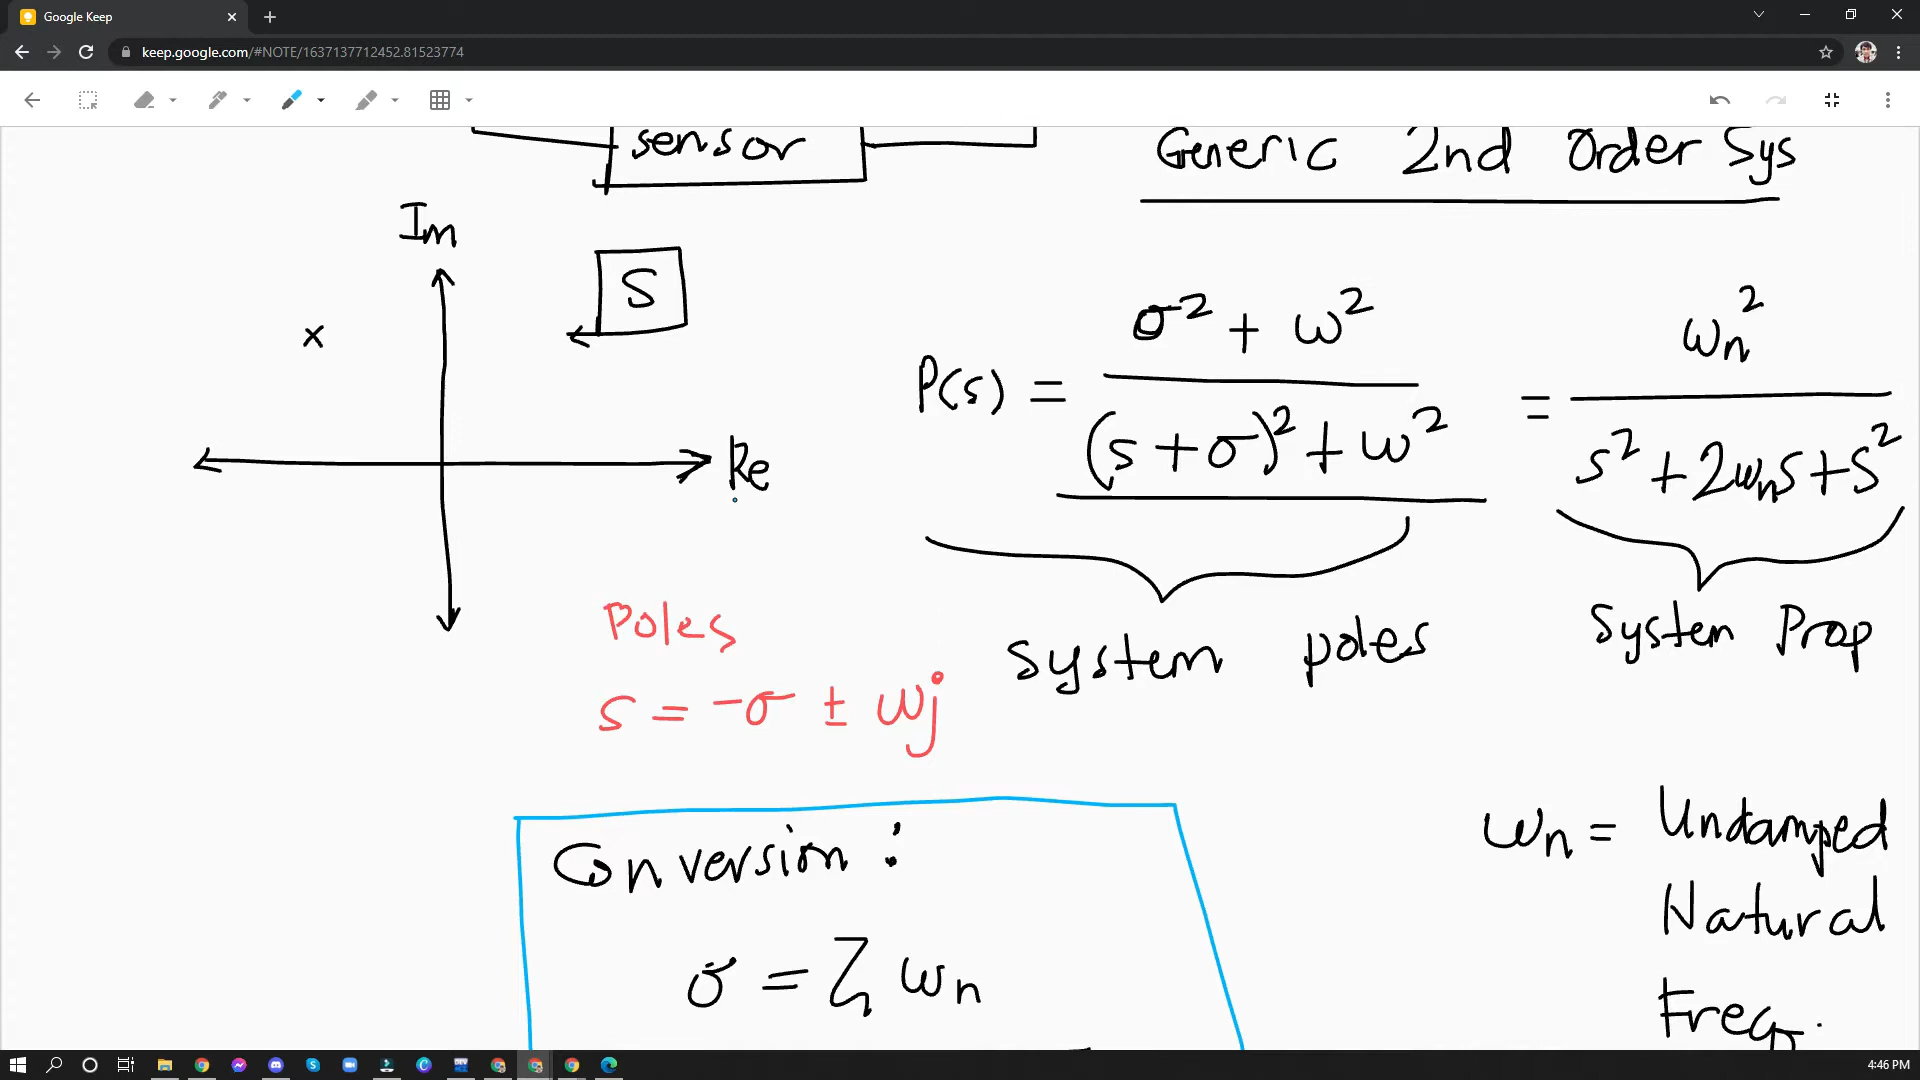 Google Keep
keep.google.com/#NOTE/1637137712452.81523774
sensor
Generic 2nd Order Sys
Im
S
x
Re
P(s) = σ² + ω² / (s + σ)² + ω² = ωn² / s² + 2ωns + s²
system poles
System Prop
Poles
s = -σ ± ωj
Conversion :
σ = ζ ωn
ωn = Undamped
Natural
Freq.
4:46 PM